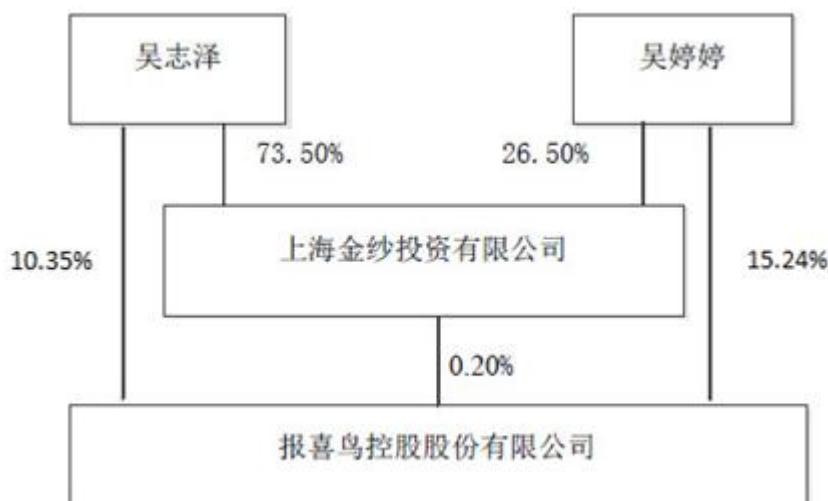 吴志泽
吴婷婷
73.50%
26.50%
上海金纱投资有限公司
10.35%
15.24%
0.20%
报喜鸟控股股份有限公司